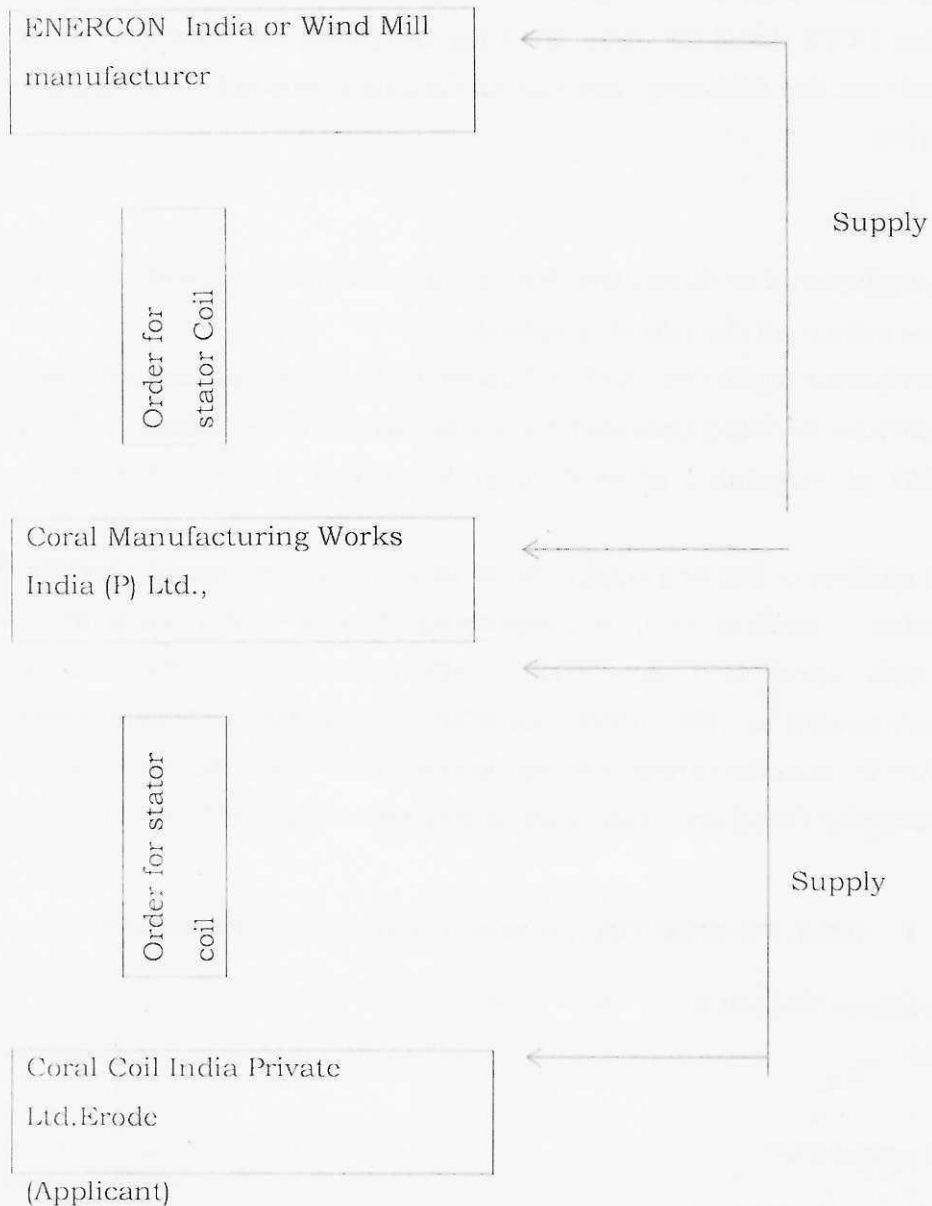 ENERCON India or Wind Mill
manufacturer
Supply
Order for
stator Coil
Coral Manufacturing Works
India (P) Ltd.,
Order for stator
coil
Supply
Coral Coil India Private
Ltd.Erode
(Applicant)